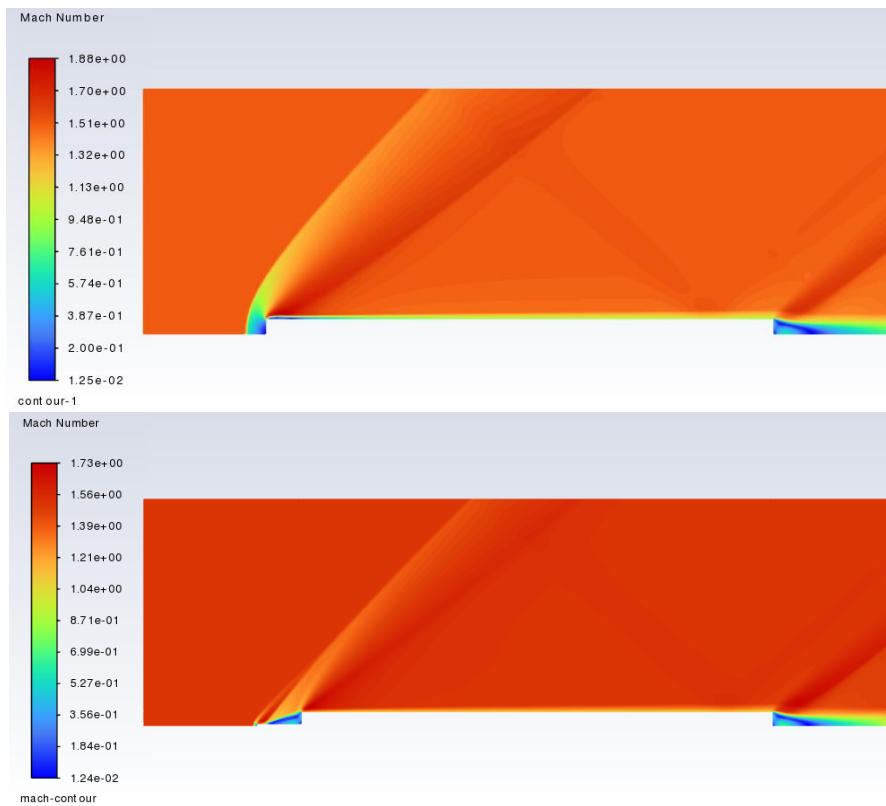 Mach Number
1.88e+00
1.70e+00
1.51e+00
1.32e+00
1.13e+00
9.48e-01
7.61e-01
5.74e-01
3.87e-01
2.00e-01
1.25e-02
contour-1
Mach Number
1.73e+00
1.56e+00
1.39e+00
1.21e+00
1.04e+00
8.71e-01
6.99e-01
5.27e-01
3.56e-01
1.84e-01
1.24e-02
mach-contour